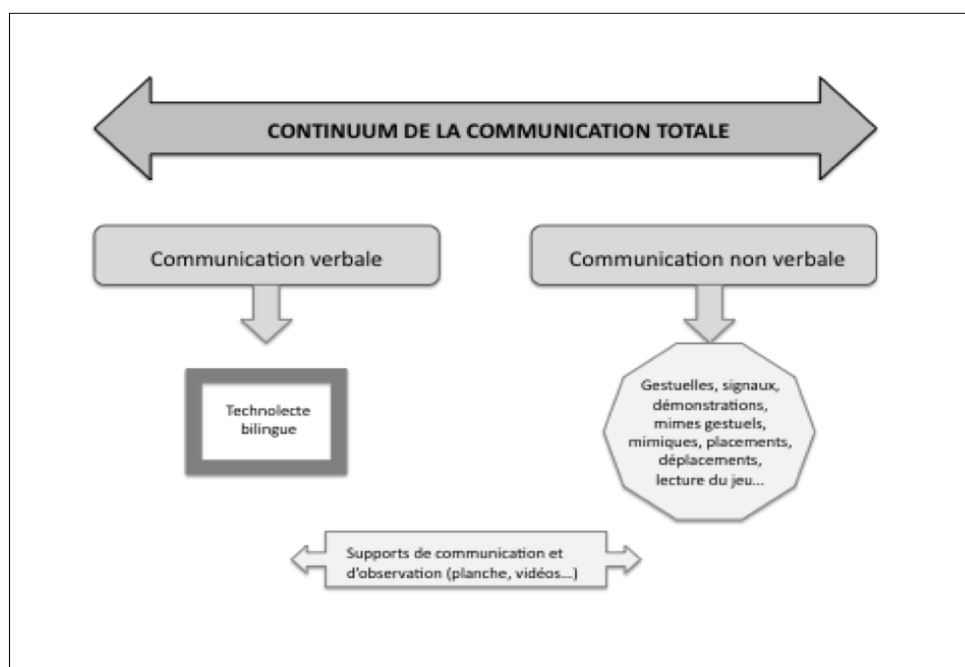 CONTINUUM DE LA COMMUNICATION TOTALE
Communication verbale
Communication non verbale
Technolecte
bilingue
Gestuelles, signaux,
démonstrations,
mimes gestuels,
mimiques, placements,
déplacements,
lecture du jeu...
Supports de communication et
d'observation (planche, vidéos...)